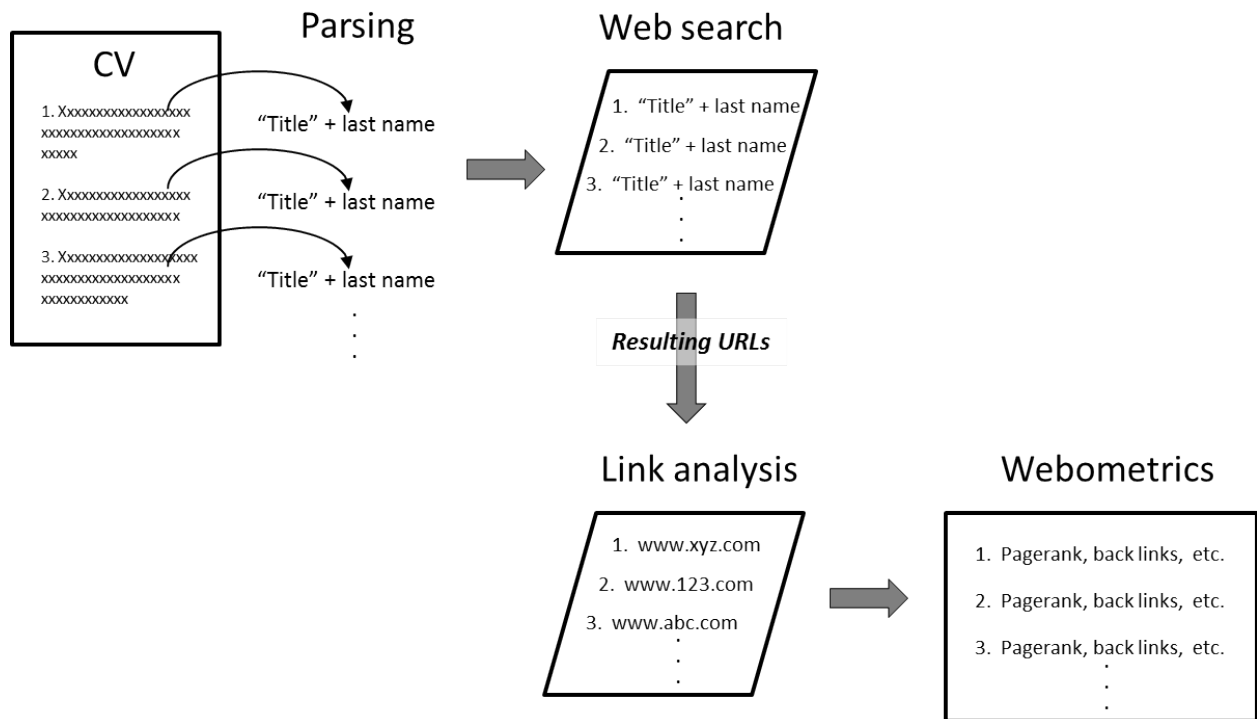 Parsing
Web search
CV
1. Xxxxxxxxxxxxxxxxxx
xxxxxxxxxxxxxxxxxxx
xxxxx
2. Xxxxxxxxxxxxxxxxxx
xxxxxxxxxxxxxxxxxxx
3. Xxxxxxxxxxxxxxxxxxx
xxxxxxxxxxxxxxxxxxx
xxxxxxxxxxxx
“Title” + last name
“Title” + last name
“Title” + last name
.
.
.
1. “Title” + last name
2. “Title” + last name
3. “Title” + last name
.
.
.
Resulting URLs
Link analysis
Webometrics
1. www.xyz.com
2. www.123.com
3. www.abc.com
.
.
.
1. Pagerank, back links, etc.
2. Pagerank, back links, etc.
3. Pagerank, back links, etc.
.
.
.